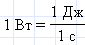 1 Вт = 1 Дж / 1 с